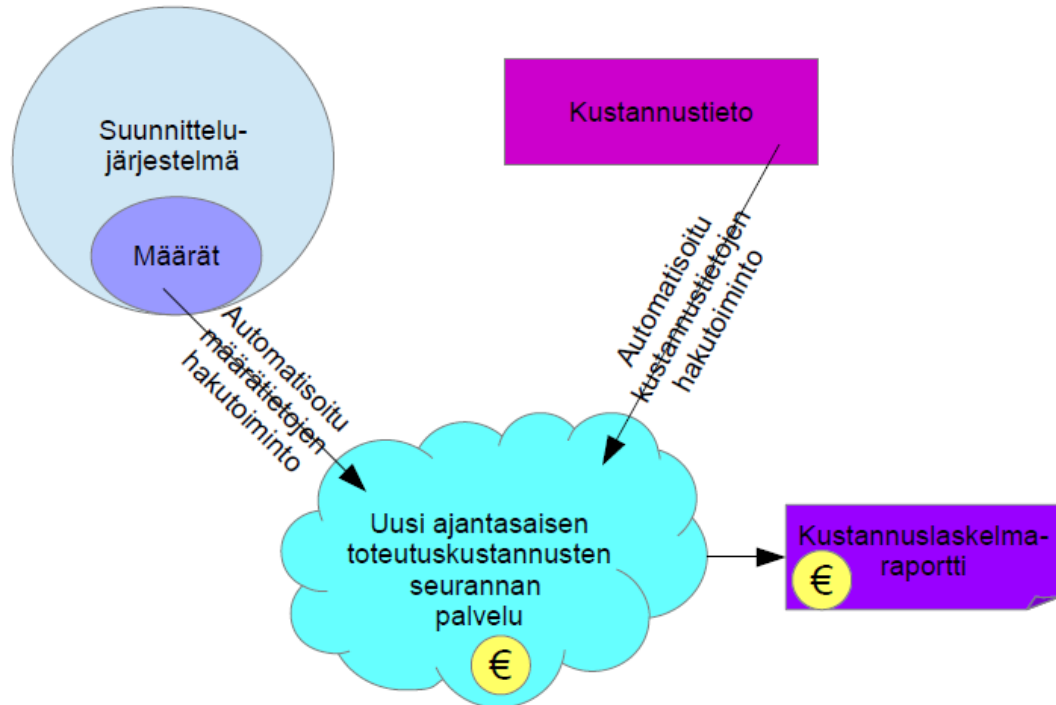 Suunnittelu-
järjestelmä
Määrät
Kustannustieto
Automatisoitu
määrätietojen
hakutoiminto
Automatisoitu
kustannustietojen
hakutoiminto
Uusi ajantasaisen
toteutuskustannusten
seurannan
palvelu
€
Kustannuslaskelma-
raportti
€